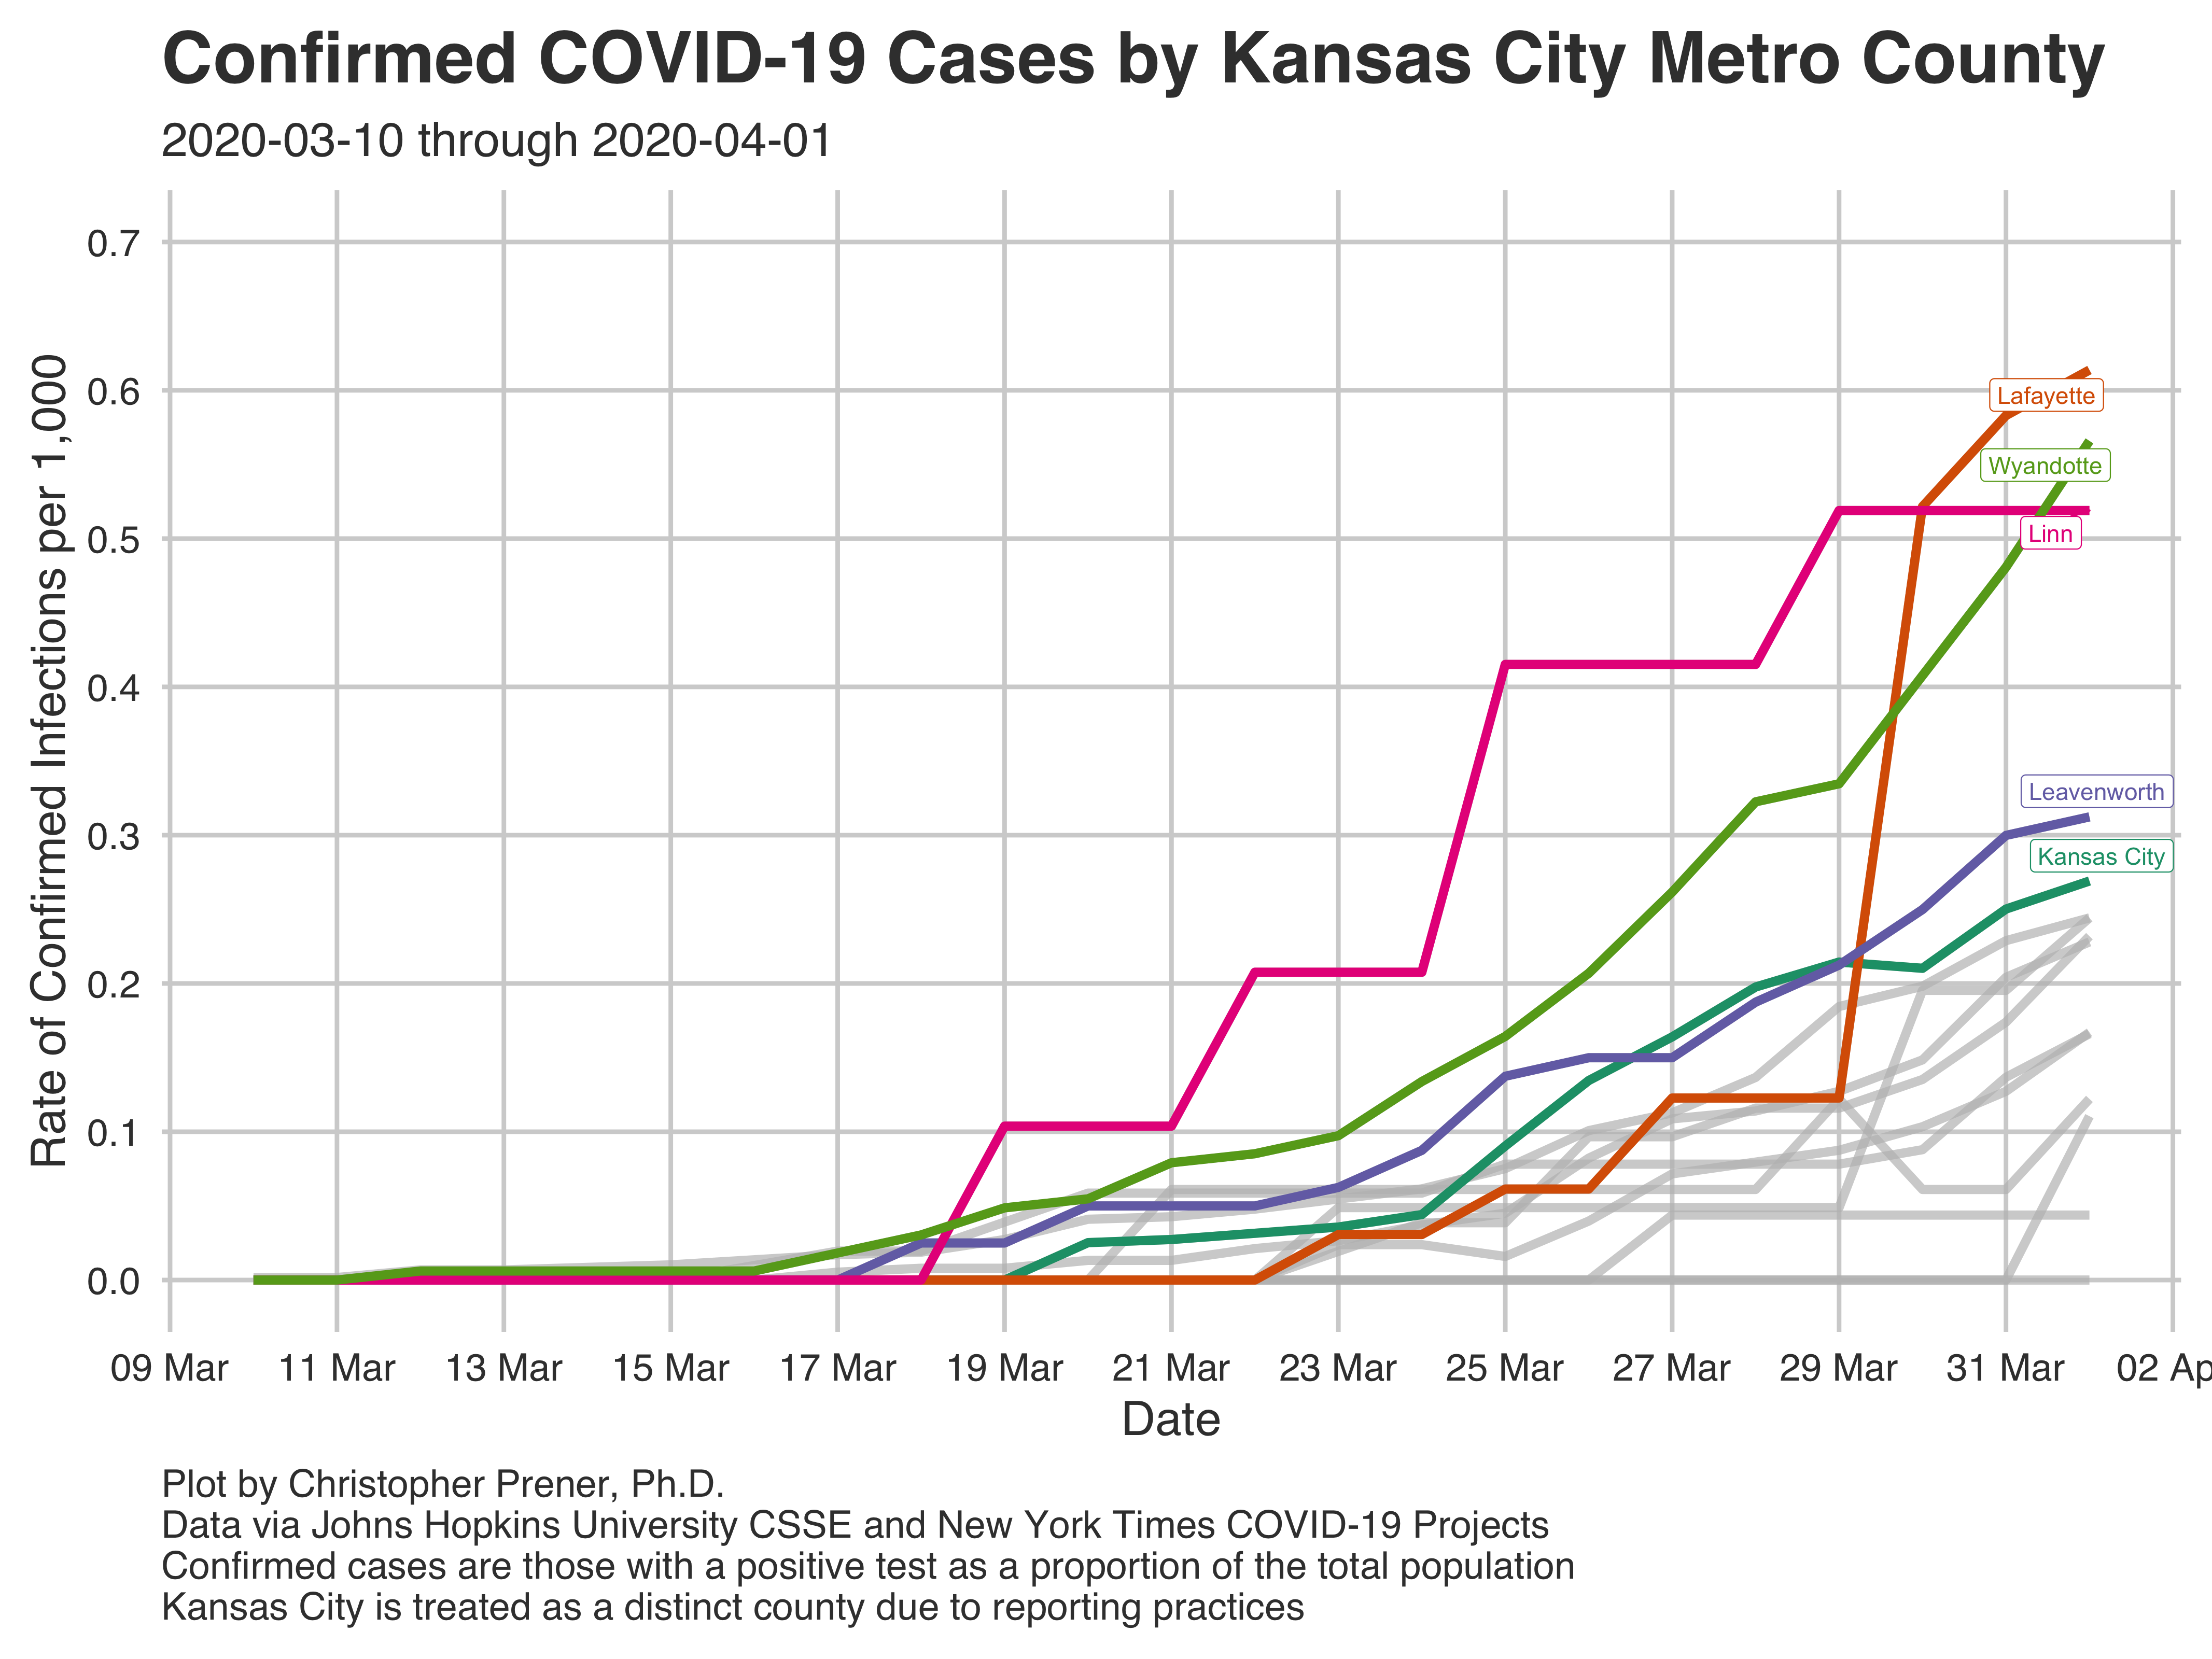 Confirmed COVID-19 Cases by Kansas City Metro County
2020-03-10 through 2020-04-01
Rate of Confirmed Infections per 1,000
0.7
0.6
0.5
0.4
0.3
0.2
0.1
0.0
Lafayette
Wyandotte
Linn
Leavenworth
Kansas City
09 Mar 11 Mar 13 Mar 15 Mar 17 Mar 19 Mar 21 Mar 23 Mar 25 Mar 27 Mar 29 Mar 31 Mar 02 Ap
Date
Plot by Christopher Prener, Ph.D.
Data via Johns Hopkins University CSSE and New York Times COVID-19 Projects
Confirmed cases are those with a positive test as a proportion of the total population
Kansas City is treated as a distinct county due to reporting practices